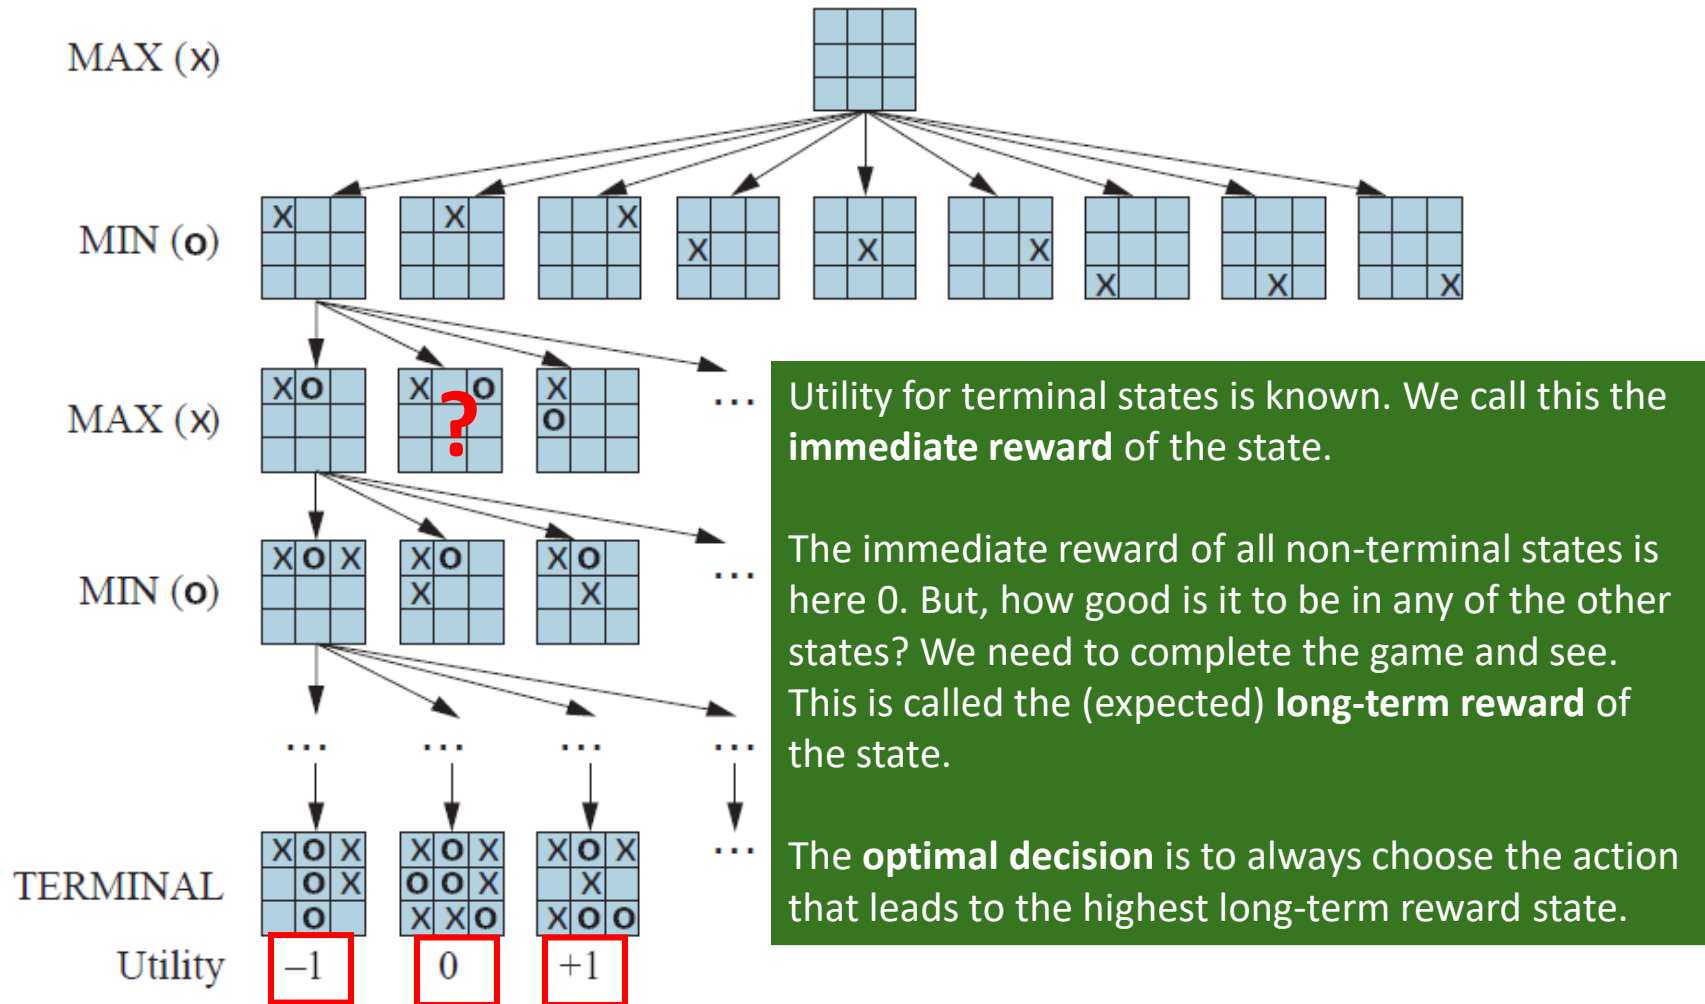 MAX (X)
MIN (O)
X X X X X X X X X
MAX (X)
X O X O X
?
O
...
MIN (O)
X O X X O X O
X X
...
... ... ... ...
TERMINAL
X O X X O X X O X
O X O O X X
O X X O X O O
...
Utility
–1 0 +1
Utility for terminal states is known. We call this the
immediate reward of the state.
The immediate reward of all non-terminal states is
here 0. But, how good is it to be in any of the other
states? We need to complete the game and see.
This is called the (expected) long-term reward of
the state.
The optimal decision is to always choose the action
that leads to the highest long-term reward state.